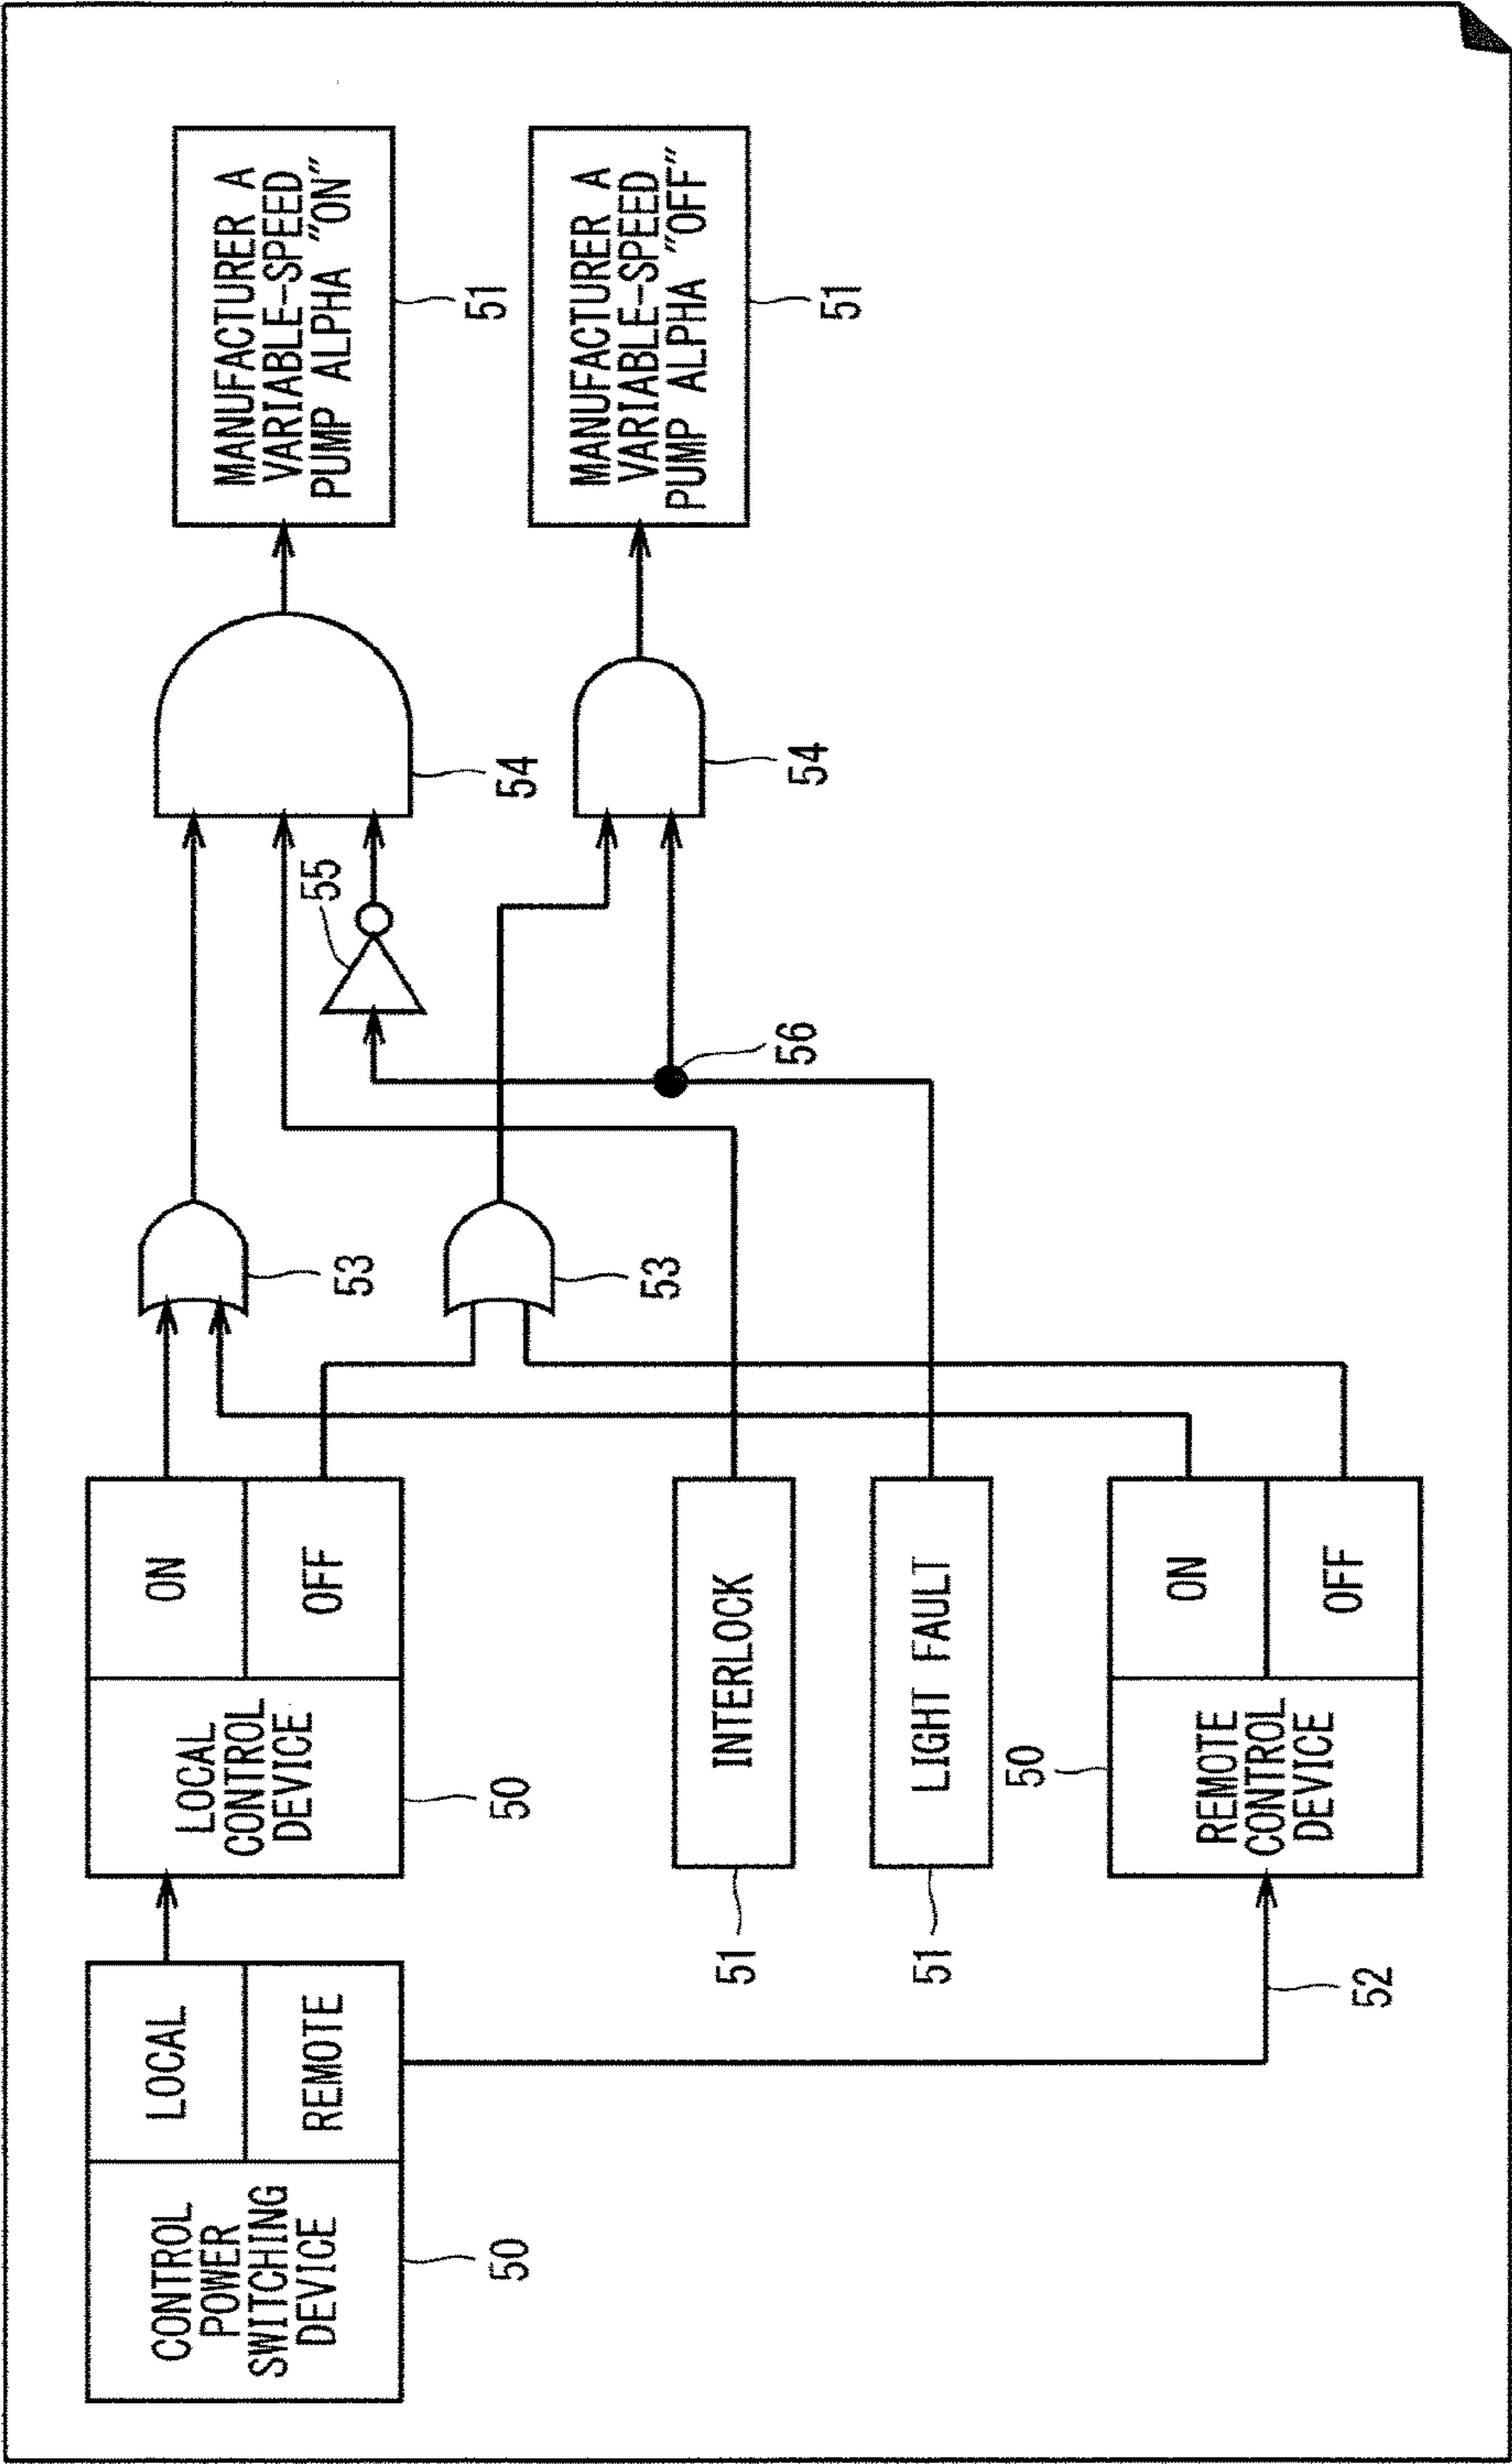 CONTROL
POWER
SWITCHING
DEVICE
LOCAL
REMOTE
50
LOCAL
CONTROL
DEVICE
ON
OFF
50
53
53
54
55
MANUFACTURER A
VARIABLE-SPEED
PUMP ALPHA "ON"
51
MANUFACTURER A
VARIABLE-SPEED
PUMP ALPHA "OFF"
51
54
56
INTERLOCK
51
LIGHT FAULT
51
REMOTE
CONTROL
DEVICE
ON
OFF
50
52